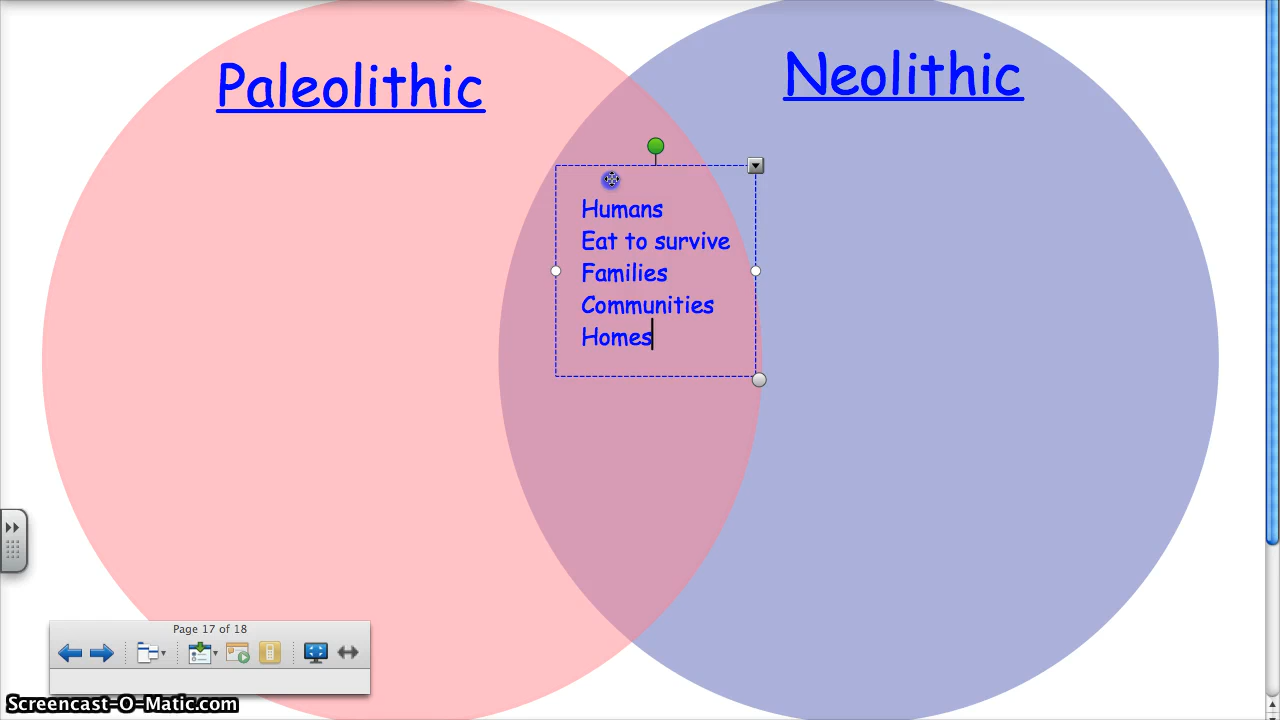 Paleolithic
Neolithic
Humans
Eat to survive
Families
Communities
Homes
Page 17 of 18
Screencast-O-Matic.com